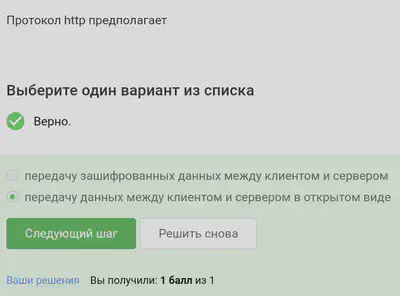 Протокол http предполагает
Выберите один вариант из списка
Верно.
передачу зашифрованных данных между клиентом и сервером
передачу данных между клиентом и сервером в открытом виде
Следующий шаг
Решить снова
Ваши решения Вы получили: 1 балл из 1